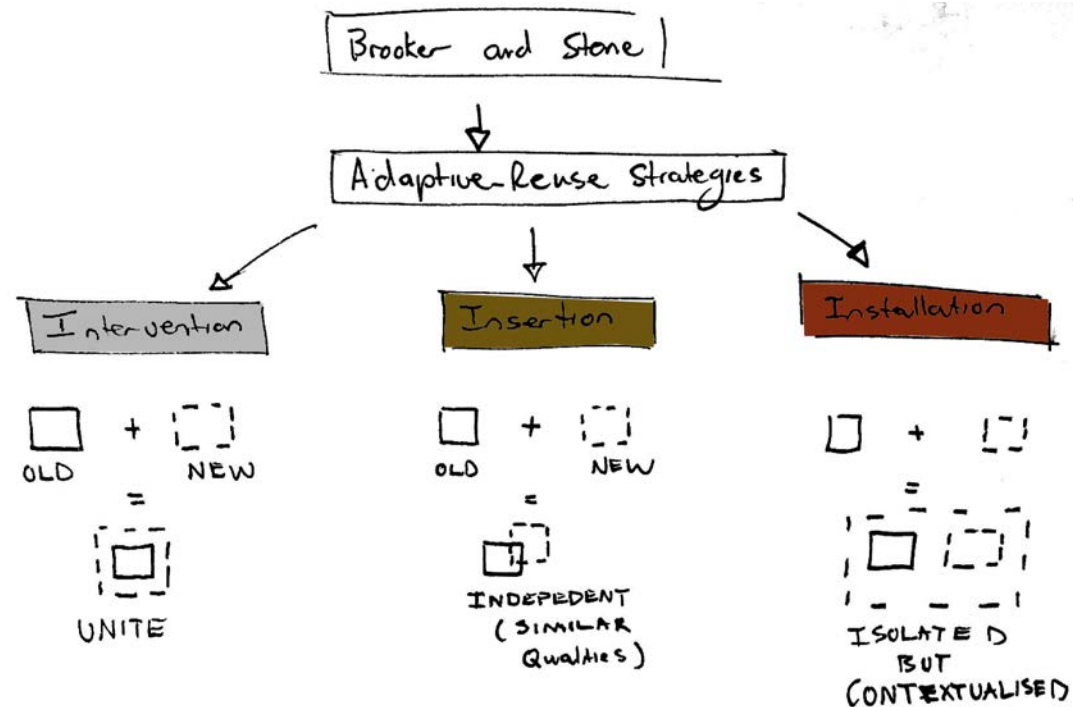 Brooker and Stone
Adaptive-Reuse Strategies
Intervention
Insertion
Installation
+
OLD NEW
=
UNITE
+
OLD NEW
=
INDEPEDENT
(SIMILAR
Qualties)
+
=
ISOLATED
BUT
CONTEXTUALISED